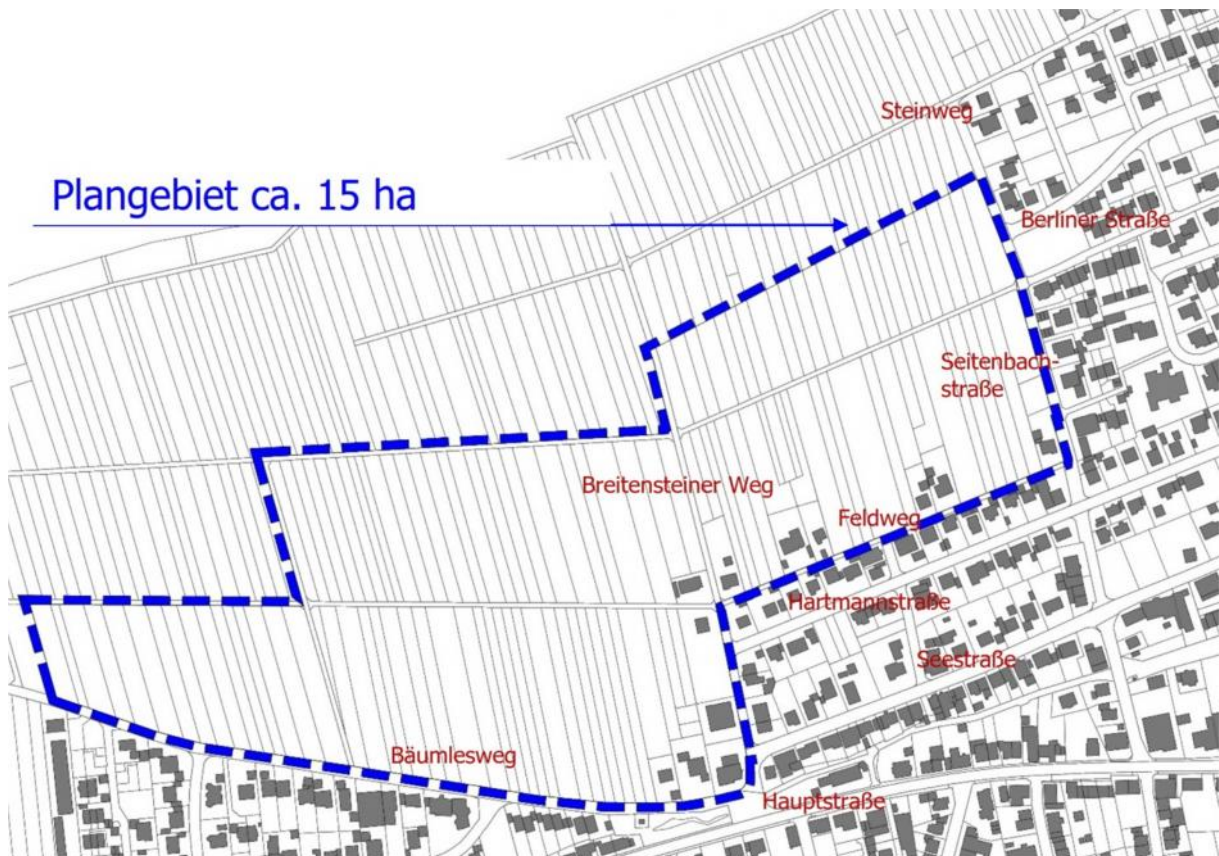 Steinweg
Plangebiet ca. 15 ha
Berliner Straße
Seitenbach-
straße
Breitensteiner Weg
Feldweg
Hartmannstraße
Seestraße
Bäumlesweg
Hauptstraße